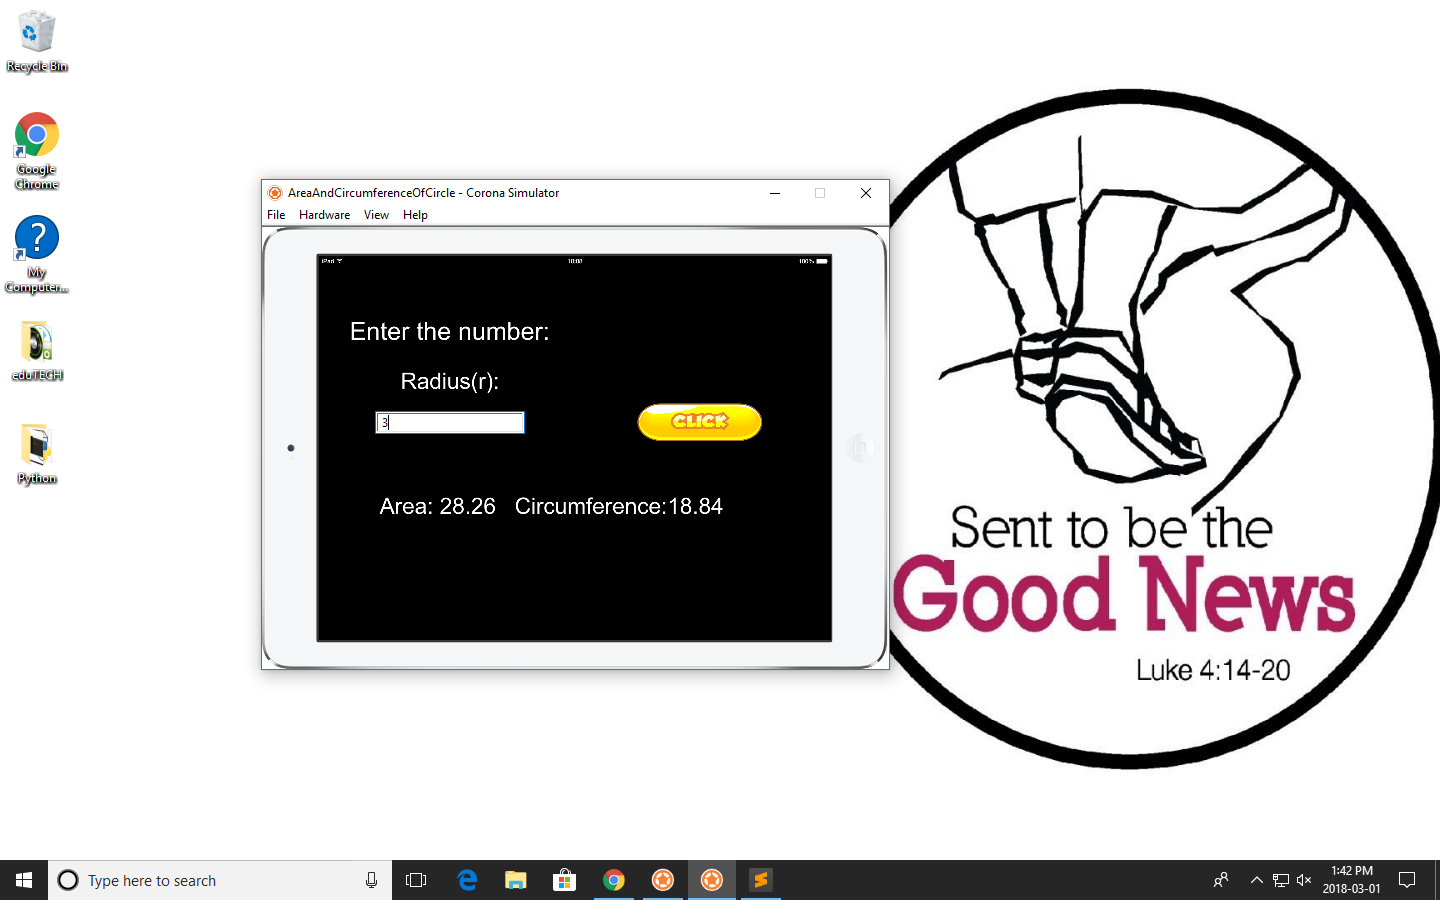 Recycle Bin
Google
Chrome
My
Computer...
eduTECH
Python
AreaAndCircumferenceOfCircle - Corona Simulator
File Hardware View Help
iPad 10:08 100%
Enter the number:
Radius(r):
3
CLICK
Area: 28.26 Circumference:18.84
Sent to be the
Good News
Luke 4:14-20
Type here to search
1:42 PM
2018-03-01